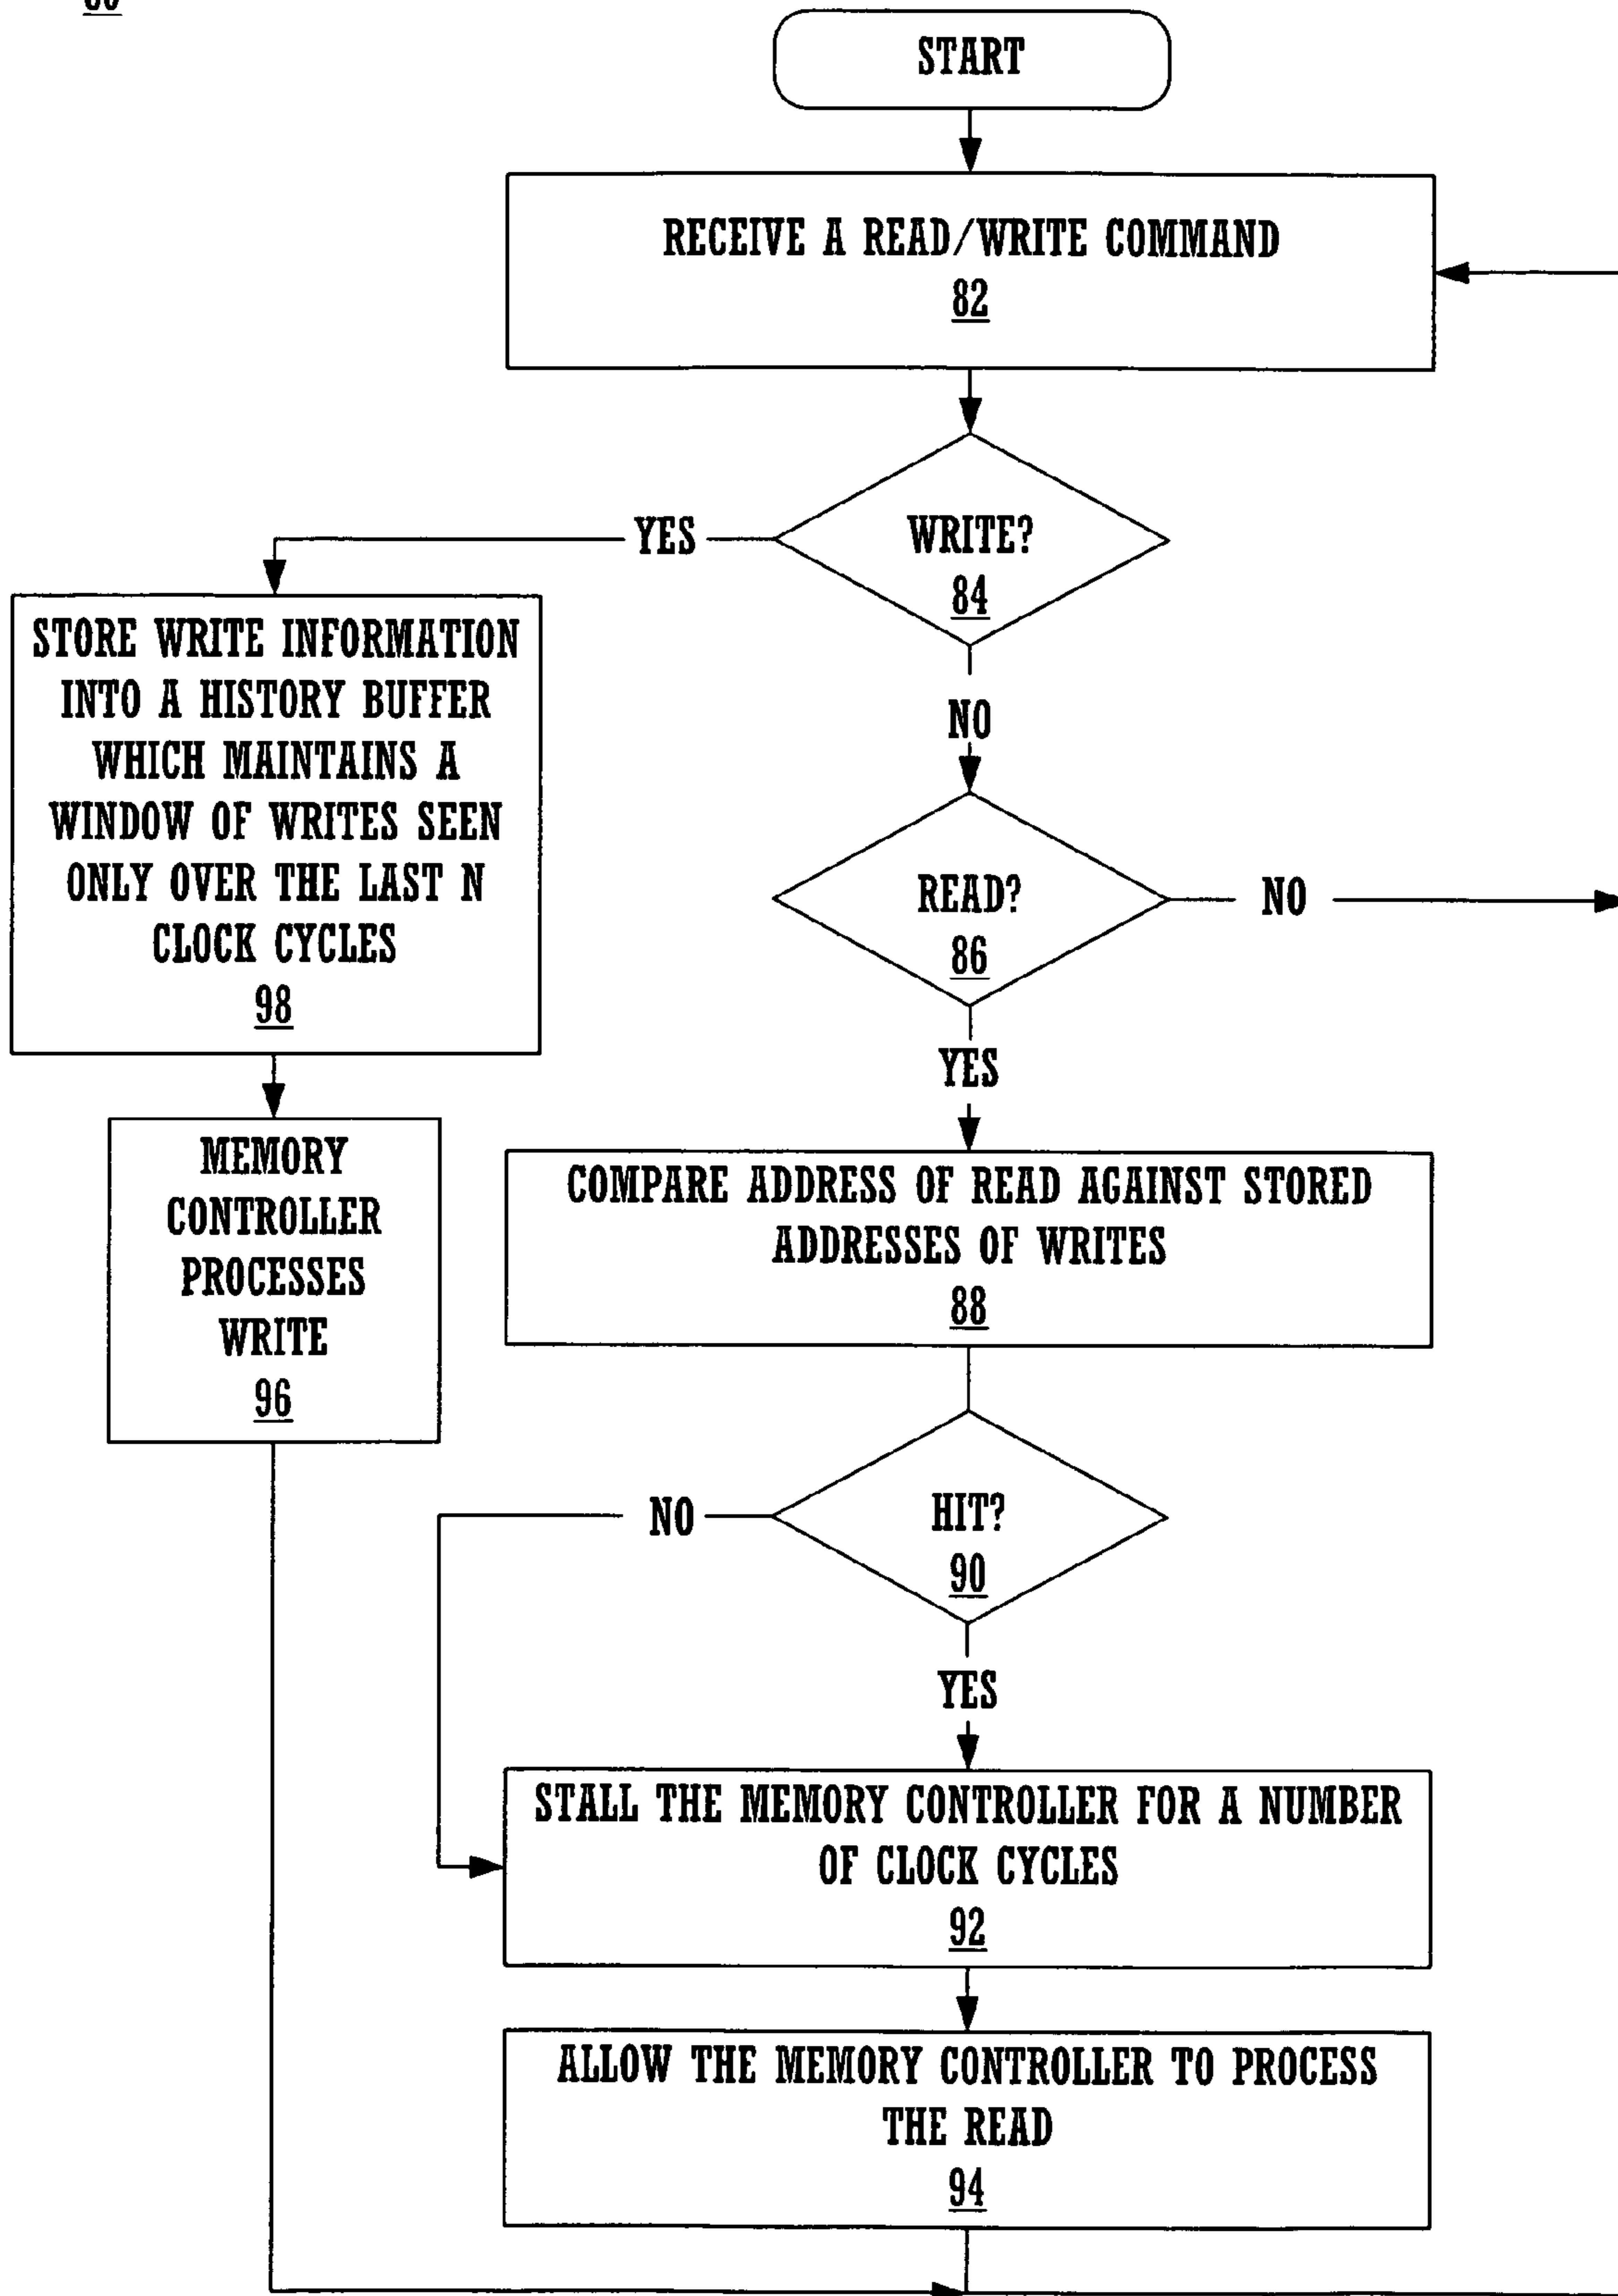 START
RECEIVE A READ/WRITE COMMAND
82
WRITE?
84
YES
NO
STORE WRITE INFORMATION
INTO A HISTORY BUFFER
WHICH MAINTAINS A
WINDOW OF WRITES SEEN
ONLY OVER THE LAST N
CLOCK CYCLES
98
READ?
86
NO
YES
MEMORY
CONTROLLER
PROCESSES
WRITE
96
COMPARE ADDRESS OF READ AGAINST STORED
ADDRESSES OF WRITES
88
HIT?
90
NO
YES
STALL THE MEMORY CONTROLLER FOR A NUMBER
OF CLOCK CYCLES
92
ALLOW THE MEMORY CONTROLLER TO PROCESS
THE READ
94